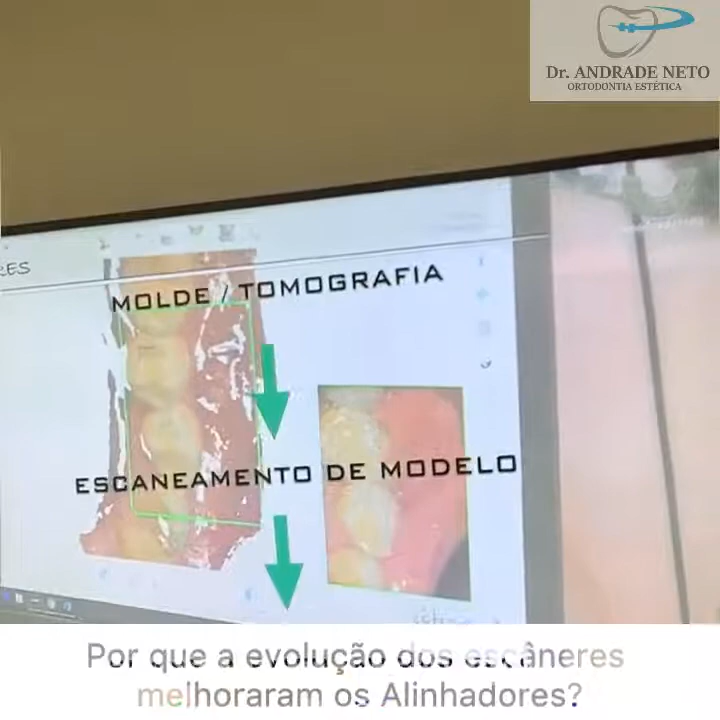 Dr. ANDRADE NETO
ORTODONTIA ESTÉTICA
MOLDE / TOMOGRAFIA
ESCANEAMENTO DE MODELO
Por que a evolução dos escâneres
melhoraram os Alinhadores?